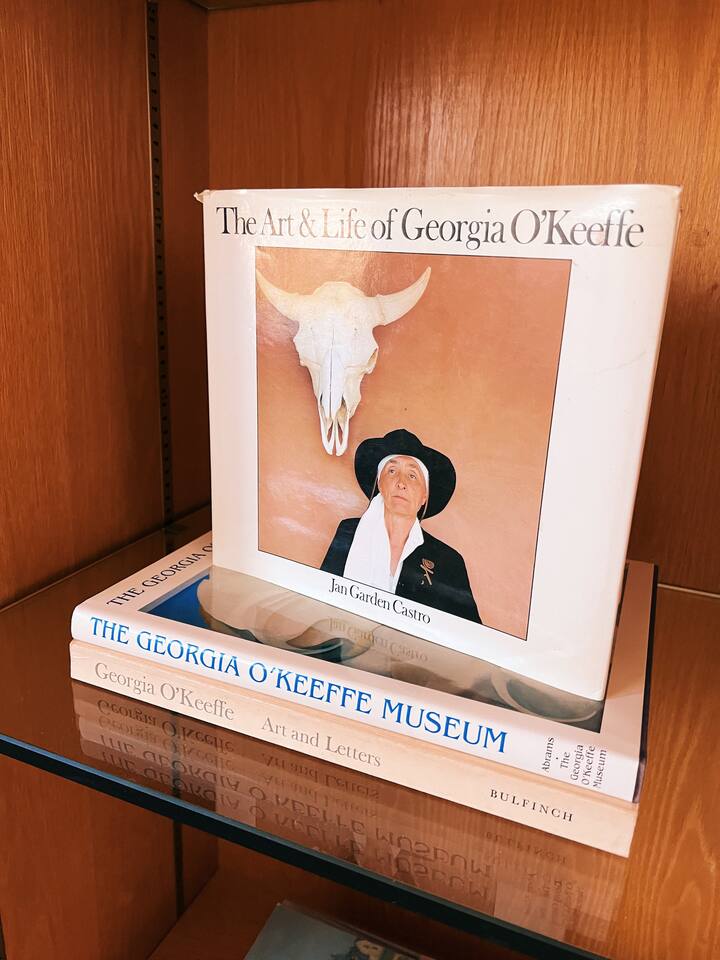 The Art & Life of Georgia O'Keeffe
Jan Garden Castro
THE GEORGIA O
THE GEORGIA O'KEEFFE MUSEUM
Abrams
•
The
Georgia
O'Keeffe
Museum
Georgia O'Keeffe Art and Letters
BULFINCH